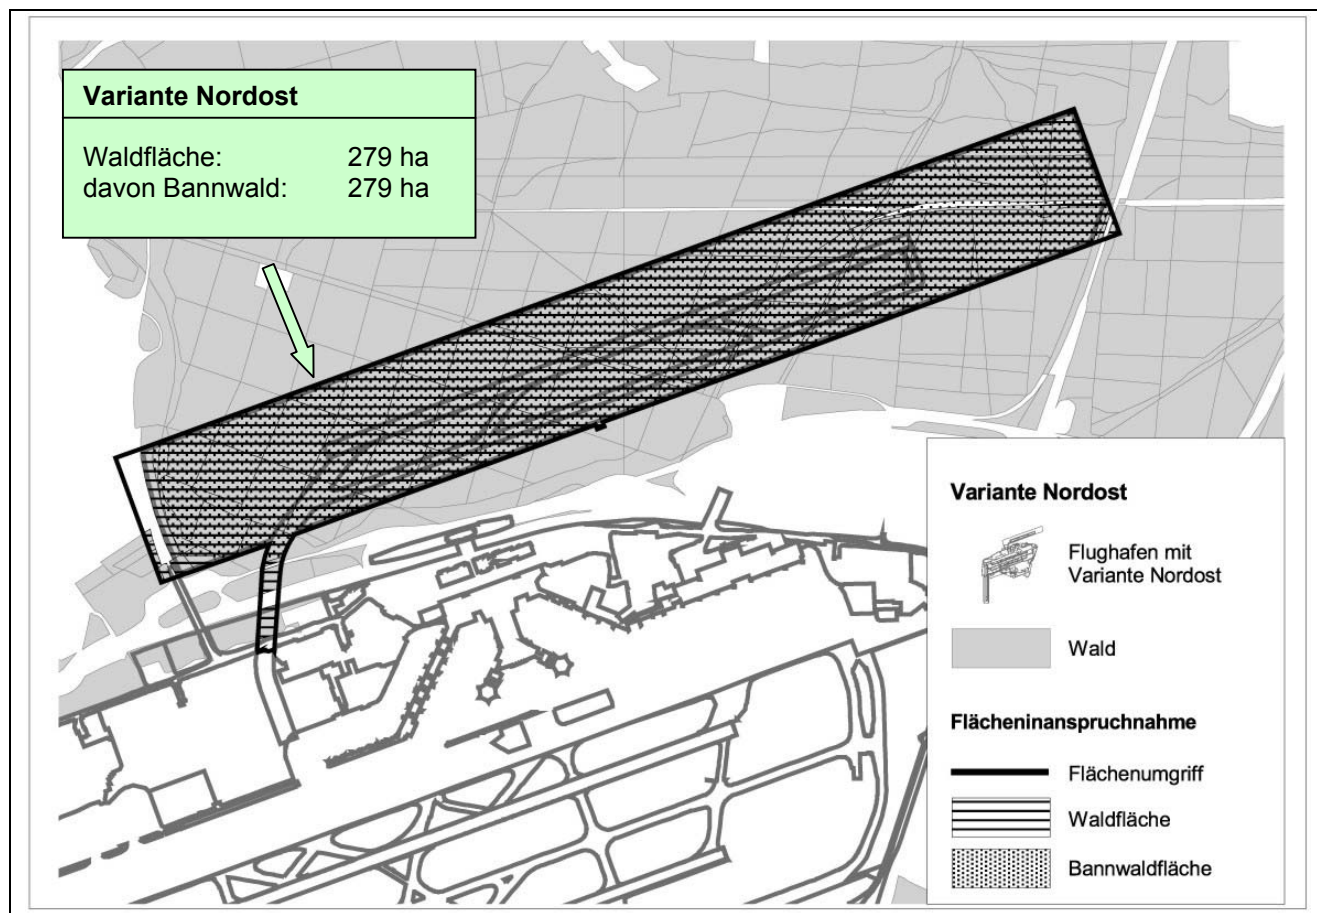 Variante Nordost
Waldfläche: 279 ha
davon Bannwald: 279 ha
Variante Nordost
Flughafen mit
Variante Nordost
Wald
Flächeninanspruchnahme
Flächenumgriff
Waldfläche
Bannwaldfläche